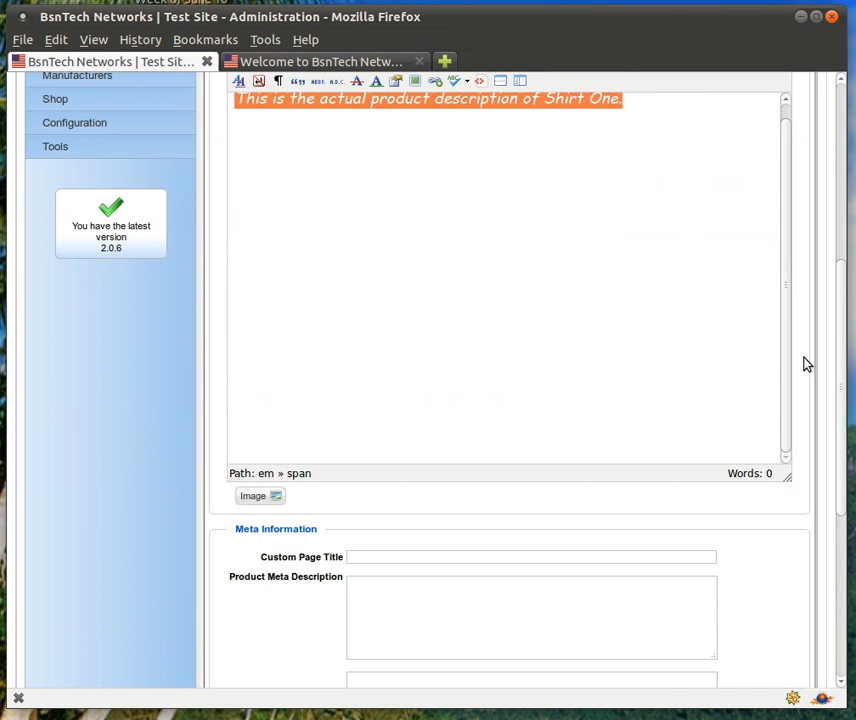 BsnTech Networks | Test Site - Administration - Mozilla Firefox
File Edit View History Bookmarks Tools Help
BsnTech Networks | Test Sit...
Welcome to BsnTech Netw...
Manufacturers
Shop
Configuration
Tools
You have the latest
version
2.0.6
This is the actual product description of Shirt One.
Path: em » span
Words: 0
Image
Meta Information
Custom Page Title
Product Meta Description